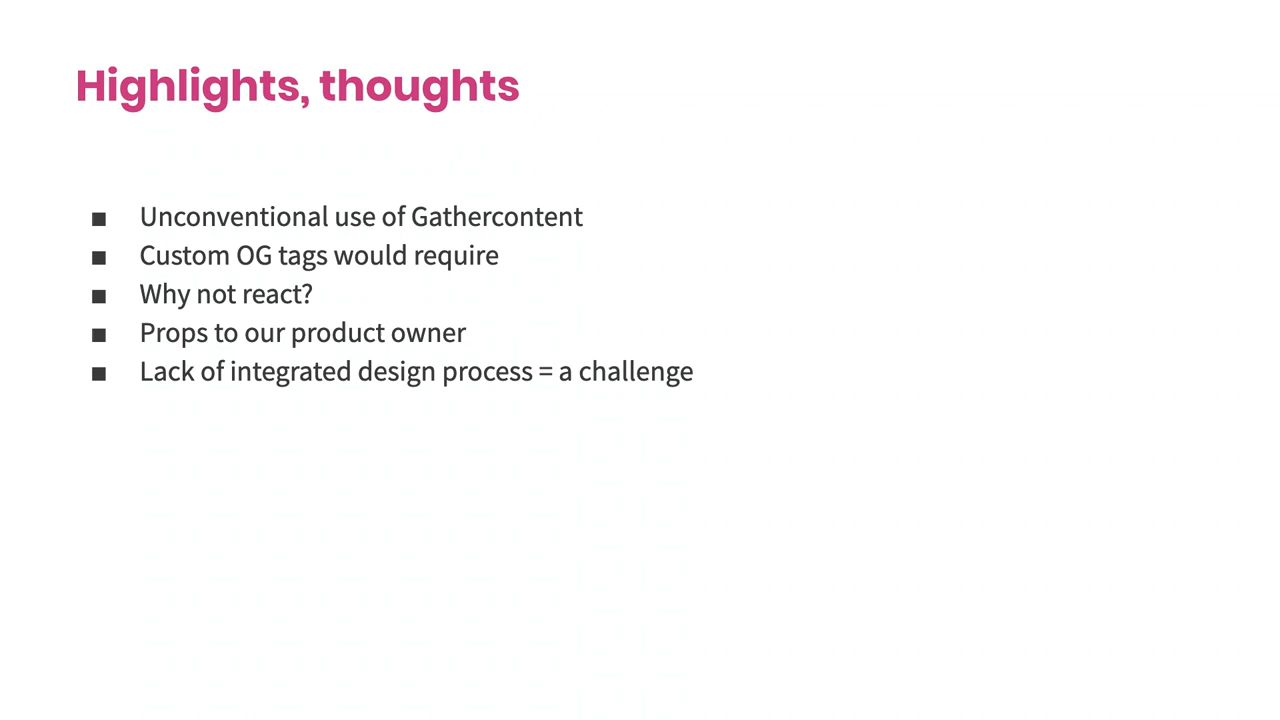 Highlights, thoughts
■ Unconventional use of Gathercontent
■ Custom OG tags would require
■ Why not react?
■ Props to our product owner
■ Lack of integrated design process = a challenge